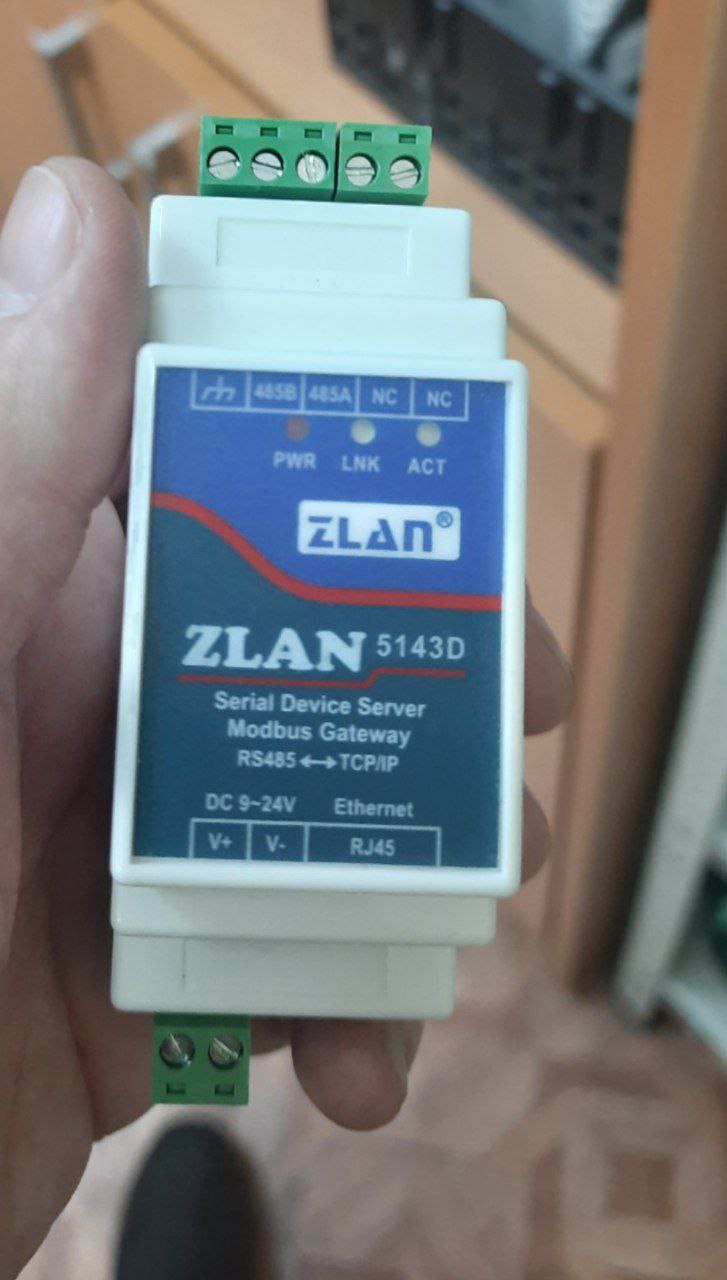 485B 485A NC NC
PWR LNK ACT
ZLAN®
ZLAN 5143D
Serial Device Server
Modbus Gateway
RS485↔TCP/IP
DC 9~24V Ethernet
V+ V- RJ45